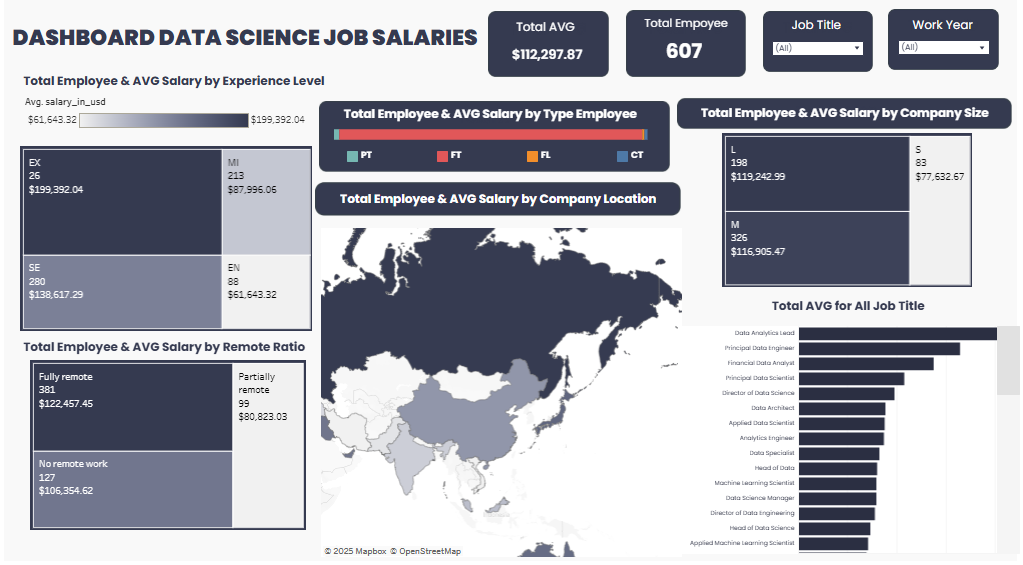 DASHBOARD DATA SCIENCE JOB SALARIES
Total AVG
$112,297.87
Total Empoyee
607
Job Title
(All)
Work Year
(All)
Total Employee & AVG Salary by Experience Level
Avg. salary_in_usd
$61,643.32
$199,392.04
EX
26
$199,392.04
MI
213
$87,996.06
SE
280
$138,617.29
EN
88
$61,643.32
Total Employee & AVG Salary by Remote Ratio
Fully remote
381
$122,457.45
Partially
remote
99
$80,823.03
No remote work
127
$106,354.62
Total Employee & AVG Salary by Type Employee
PT
FT
FL
CT
Total Employee & AVG Salary by Company Location
© 2025 Mapbox © OpenStreetMap
Total Employee & AVG Salary by Company Size
L
198
$119,242.99
S
83
$77,632.67
M
326
$116,905.47
Total AVG for All Job Title
Data Analytics Lead
Principal Data Engineer
Financial Data Analyst
Principal Data Scientist
Director of Data Science
Data Architect
Applied Data Scientist
Analytics Engineer
Data Specialist
Head of Data
Machine Learning Scientist
Data Science Manager
Director of Data Engineering
Head of Data Science
Applied Machine Learning Scientist